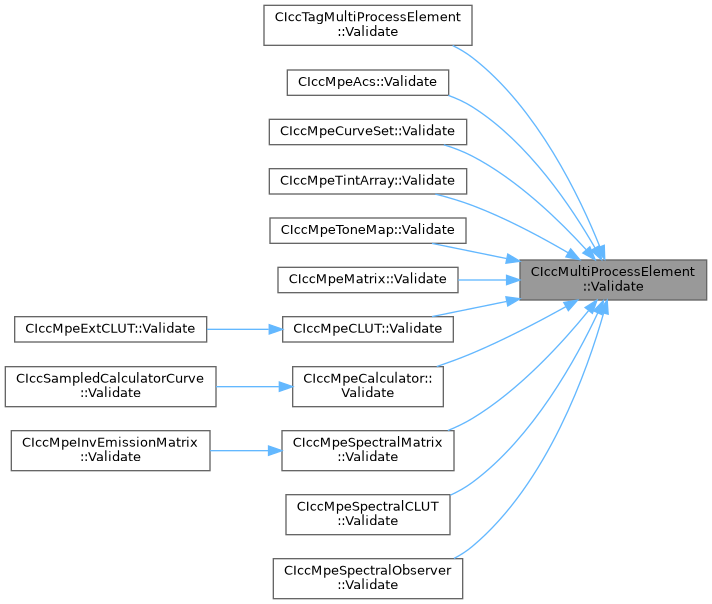 CIccTagMultiProcessElement
::Validate
CIccMpeAcs::Validate
CIccMpeCurveSet::Validate
CIccMpeTintArray::Validate
CIccMpeToneMap::Validate
CIccMultiProcessElement
::Validate
CIccMpeMatrix::Validate
CIccMpeExtCLUT::Validate
CIccMpeCLUT::Validate
CIccSampledCalculatorCurve
::Validate
CIccMpeCalculator::
Validate
CIccMpeInvEmissionMatrix
::Validate
CIccMpeSpectralMatrix
::Validate
CIccMpeSpectralCLUT
::Validate
CIccMpeSpectralObserver
::Validate